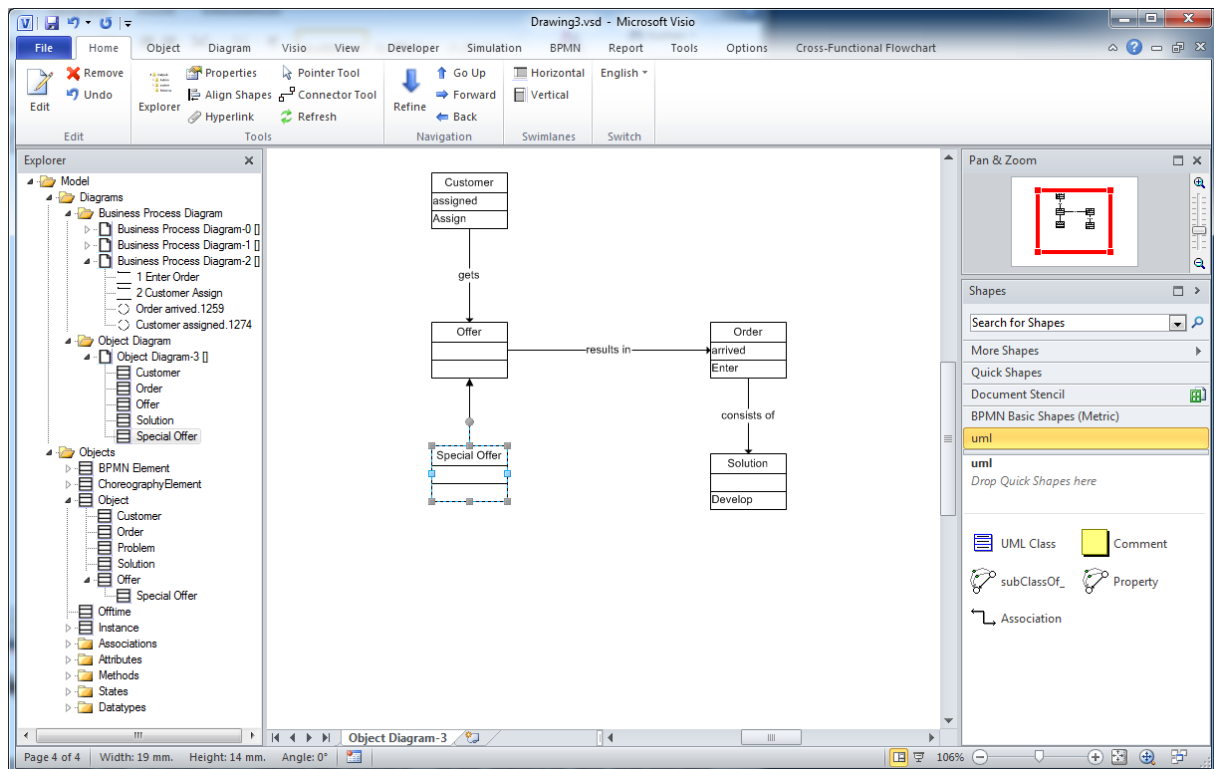 Drawing3.vsd - Microsoft Visio
File Home Object Diagram Visio View Developer Simulation BPMN Report Tools Options Cross-Functional Flowchart
Edit
Remove
Undo
Edit
Explorer
Properties
Align Shapes
Hyperlink
Pointer Tool
Connector Tool
Refresh
Tools
Refine
Go Up
Forward
Back
Navigation
Horizontal
Vertical
Swimlanes
English
Switch
Explorer
Model
Diagrams
Business Process Diagram
Business Process Diagram-0 []
Business Process Diagram-1 []
Business Process Diagram-2 []
1 Enter Order
2 Customer Assign
Order arrived.1259
Customer assigned.1274
Object Diagram
Object Diagram-3 []
Customer
Order
Offer
Solution
Special Offer
Objects
BPMN Element
ChoreographyElement
Object
Customer
Order
Problem
Solution
Offer
Special Offer
Offtime
Instance
Associations
Attributes
Methods
States
Datatypes
Customer
assigned
Assign
gets
Offer
results in
Order
arrived
Enter
consists of
Special Offer
Solution
Develop
Object Diagram-3
Pan & Zoom
Shapes
Search for Shapes
More Shapes
Quick Shapes
Document Stencil
BPMN Basic Shapes (Metric)
uml
uml
Drop Quick Shapes here
UML Class
Comment
subClassOf_
Property
Association
Page 4 of 4 Width: 19 mm. Height: 14 mm. Angle: 0° 106%